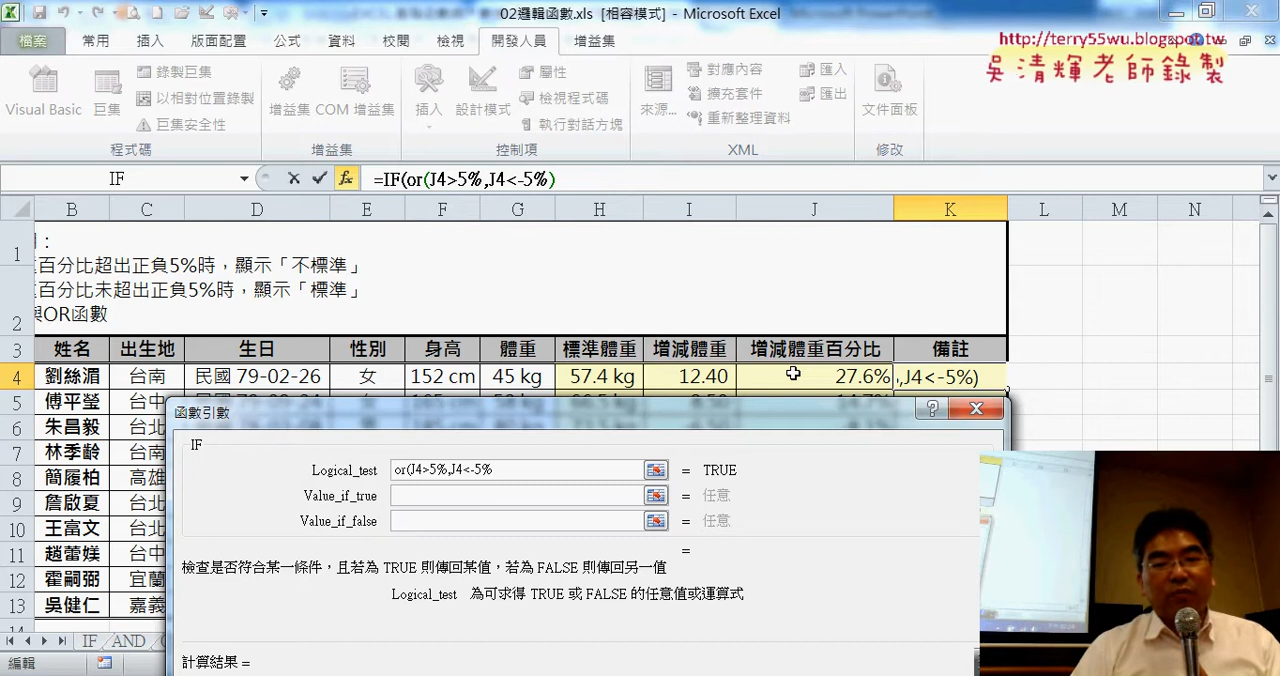 02邏輯函數.xls [相容模式] - Microsoft Excel
檔案 常用 插入 版面配置 公式 資料 校閱 檢視 開發人員 增益集
http://terry55wu.blogspot.tw
吳清輝老師錄製
Visual Basic 巨集 錄製巨集 以相對位置錄製 巨集安全性 增益集 COM 增益集 插入 設計模式 屬性 檢視程式碼 執行對話方塊 來源... 對應內容 擴充套件 重新整理資料 匯入 匯出 文件面板
程式碼 增益集 控制項 XML 修改
IF =IF(or(J4>5%,J4<-5%)
B C D E F G H I J K L M N
1 :
百分比超出正負5%時，顯示「不標準」
百分比未超出正負5%時，顯示「標準」
2 OR函數
3 姓名 出生地 生日 性別 身高 體重 標準體重 增減體重 增減體重百分比 備註
4 劉絲湄 台南 民國 79-02-26 女 152 cm 45 kg 57.4 kg 12.40 27.6% ,J4<-5%)
5 傅平瑩 台中
6 朱昌毅 台北
7 林季齡 台南
8 簡履柏 高雄
9 詹啟夏 台北
10 王富文 台北
11 趙蕾媄 台中
12 霍嗣弼 宜蘭
13 吳健仁 嘉義
14
函數引數
IF
Logical_test or(J4>5%,J4<-5% = TRUE
Value_if_true = 任意
Value_if_false = 任意
=
檢查是否符合某一條件，且若為 TRUE 則傳回某值，若為 FALSE 則傳回另一值
Logical_test 為可求得 TRUE 或 FALSE 的任意值或運算式
計算結果 =
IF AND
編輯